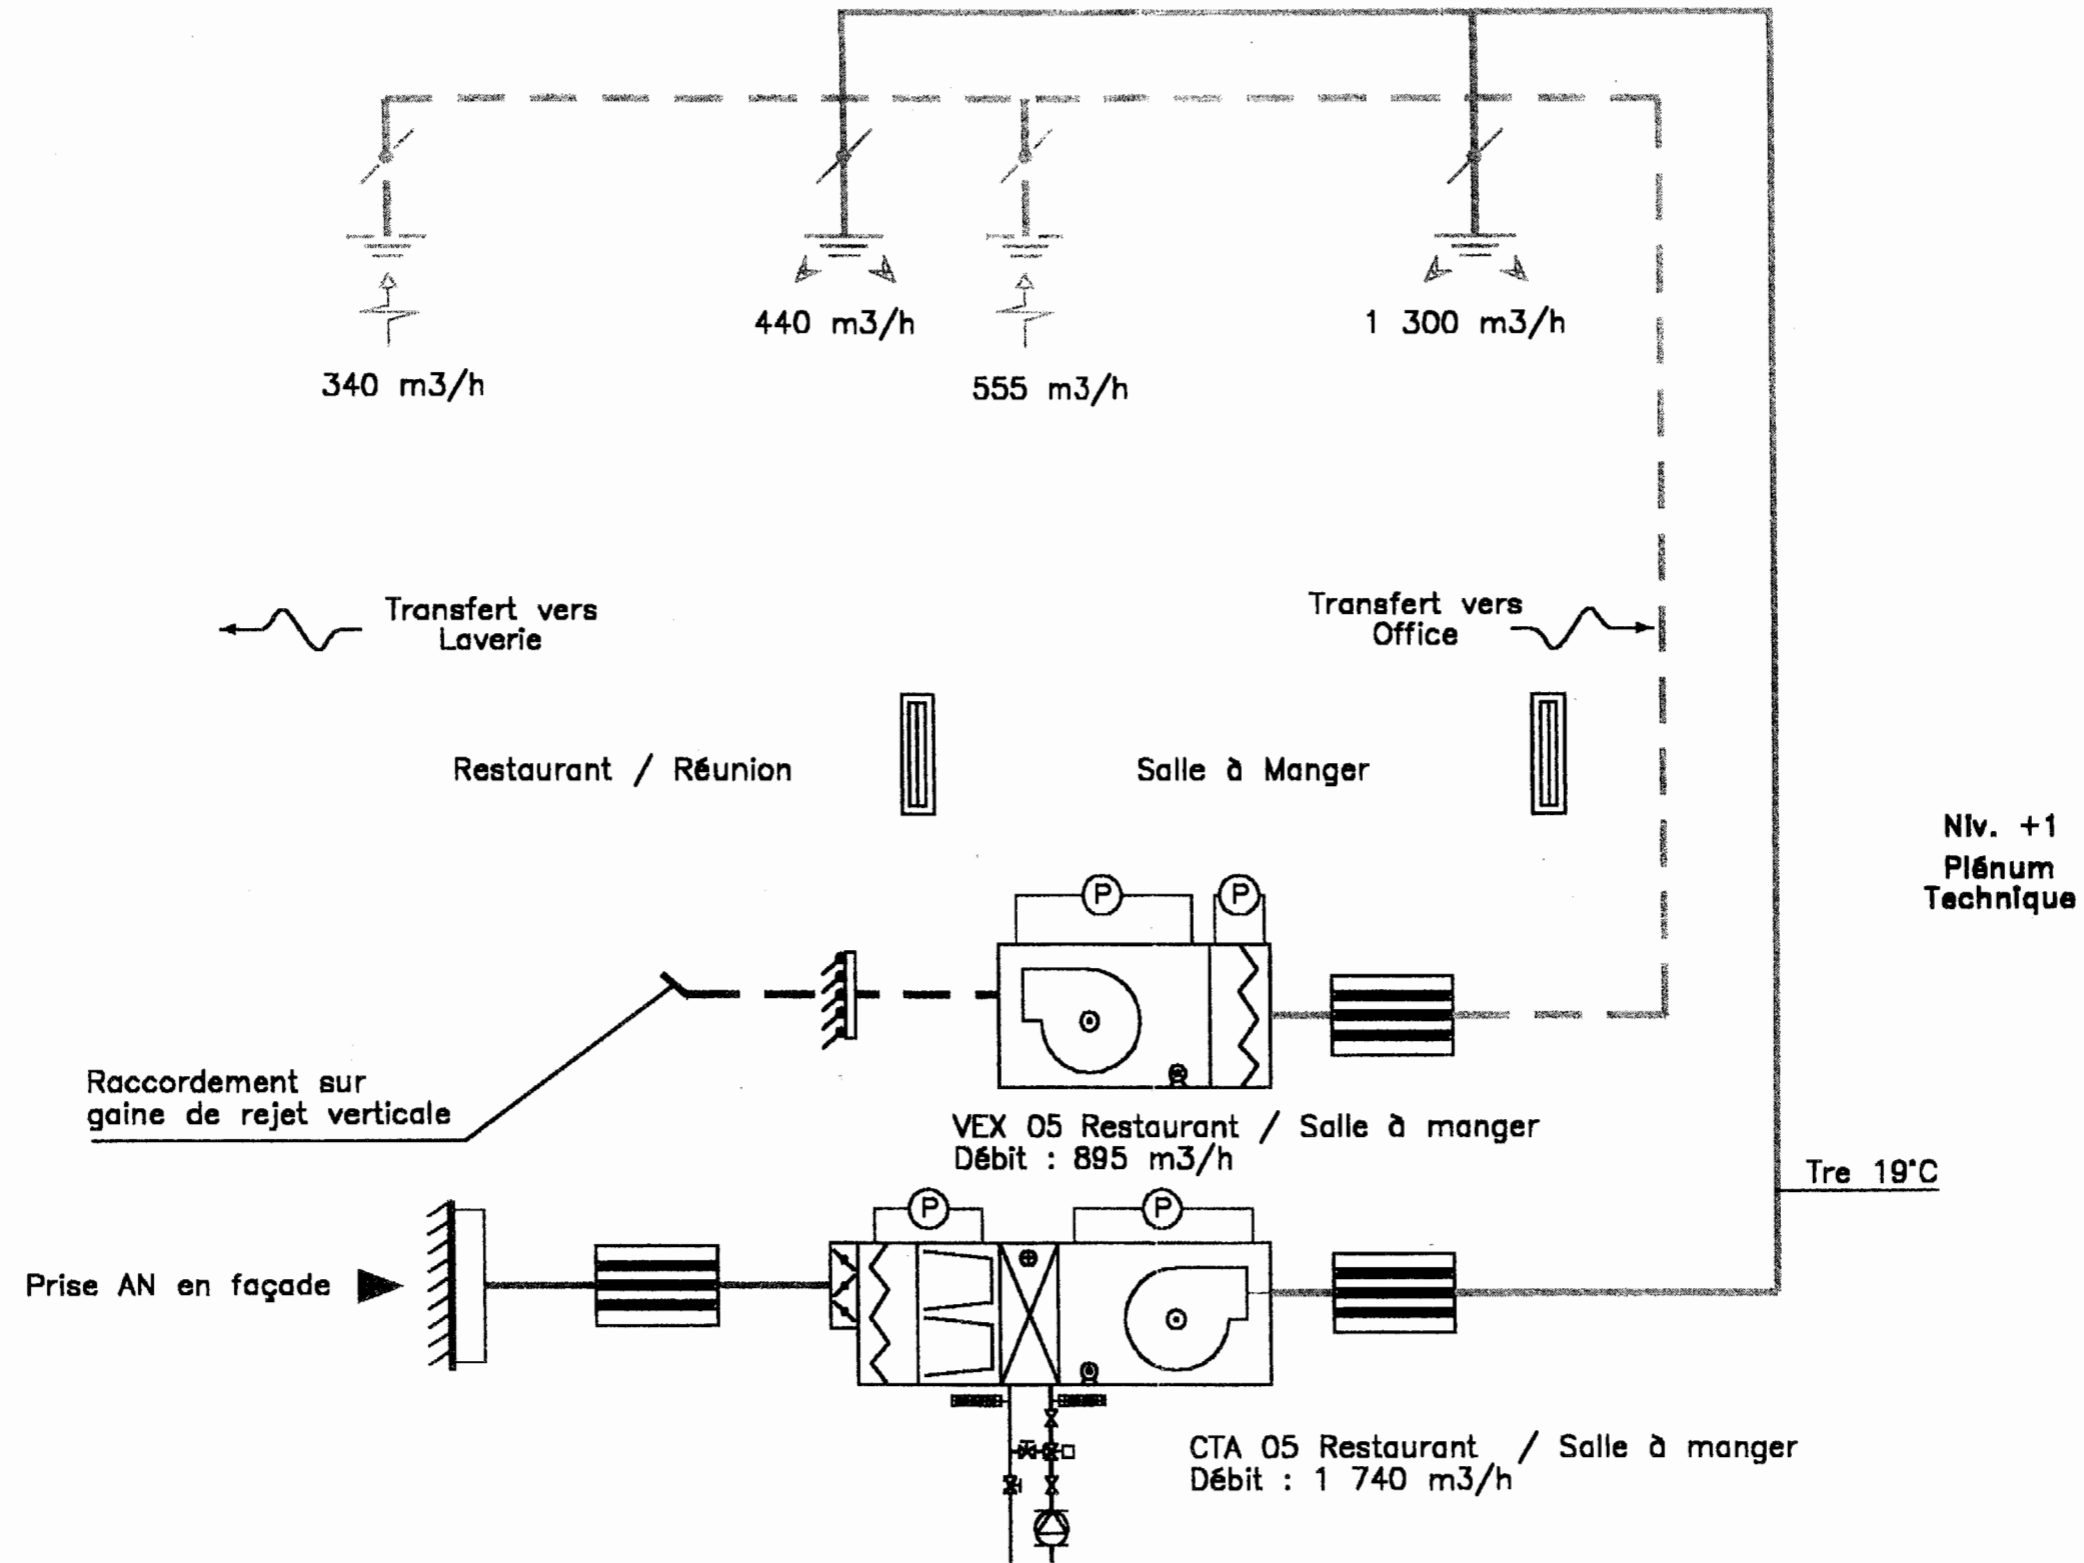 440 m3/h
1 300 m3/h
340 m3/h
555 m3/h
Transfert vers
Laverie
Transfert vers
Office
Restaurant / Réunion
Salle à Manger
Niv. +1
Plénum
Technique
P
P
Raccordement sur
gaine de rejet verticale
VEX 05 Restaurant / Salle à manger
Débit : 895 m3/h
Tre 19°C
P
P
Prise AN en façade
CTA 05 Restaurant / Salle à manger
Débit : 1 740 m3/h